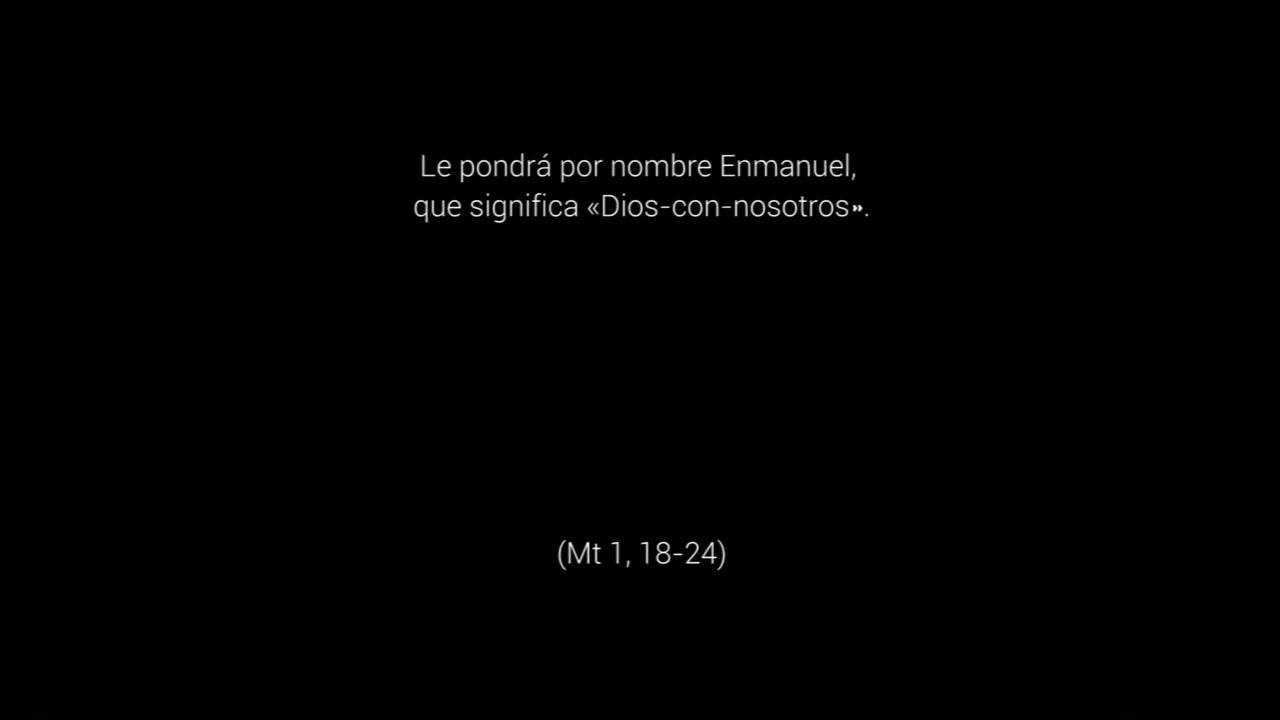 Le pondrá por nombre Enmanuel,
que significa «Dios-con-nosotros».
(Mt 1, 18-24)